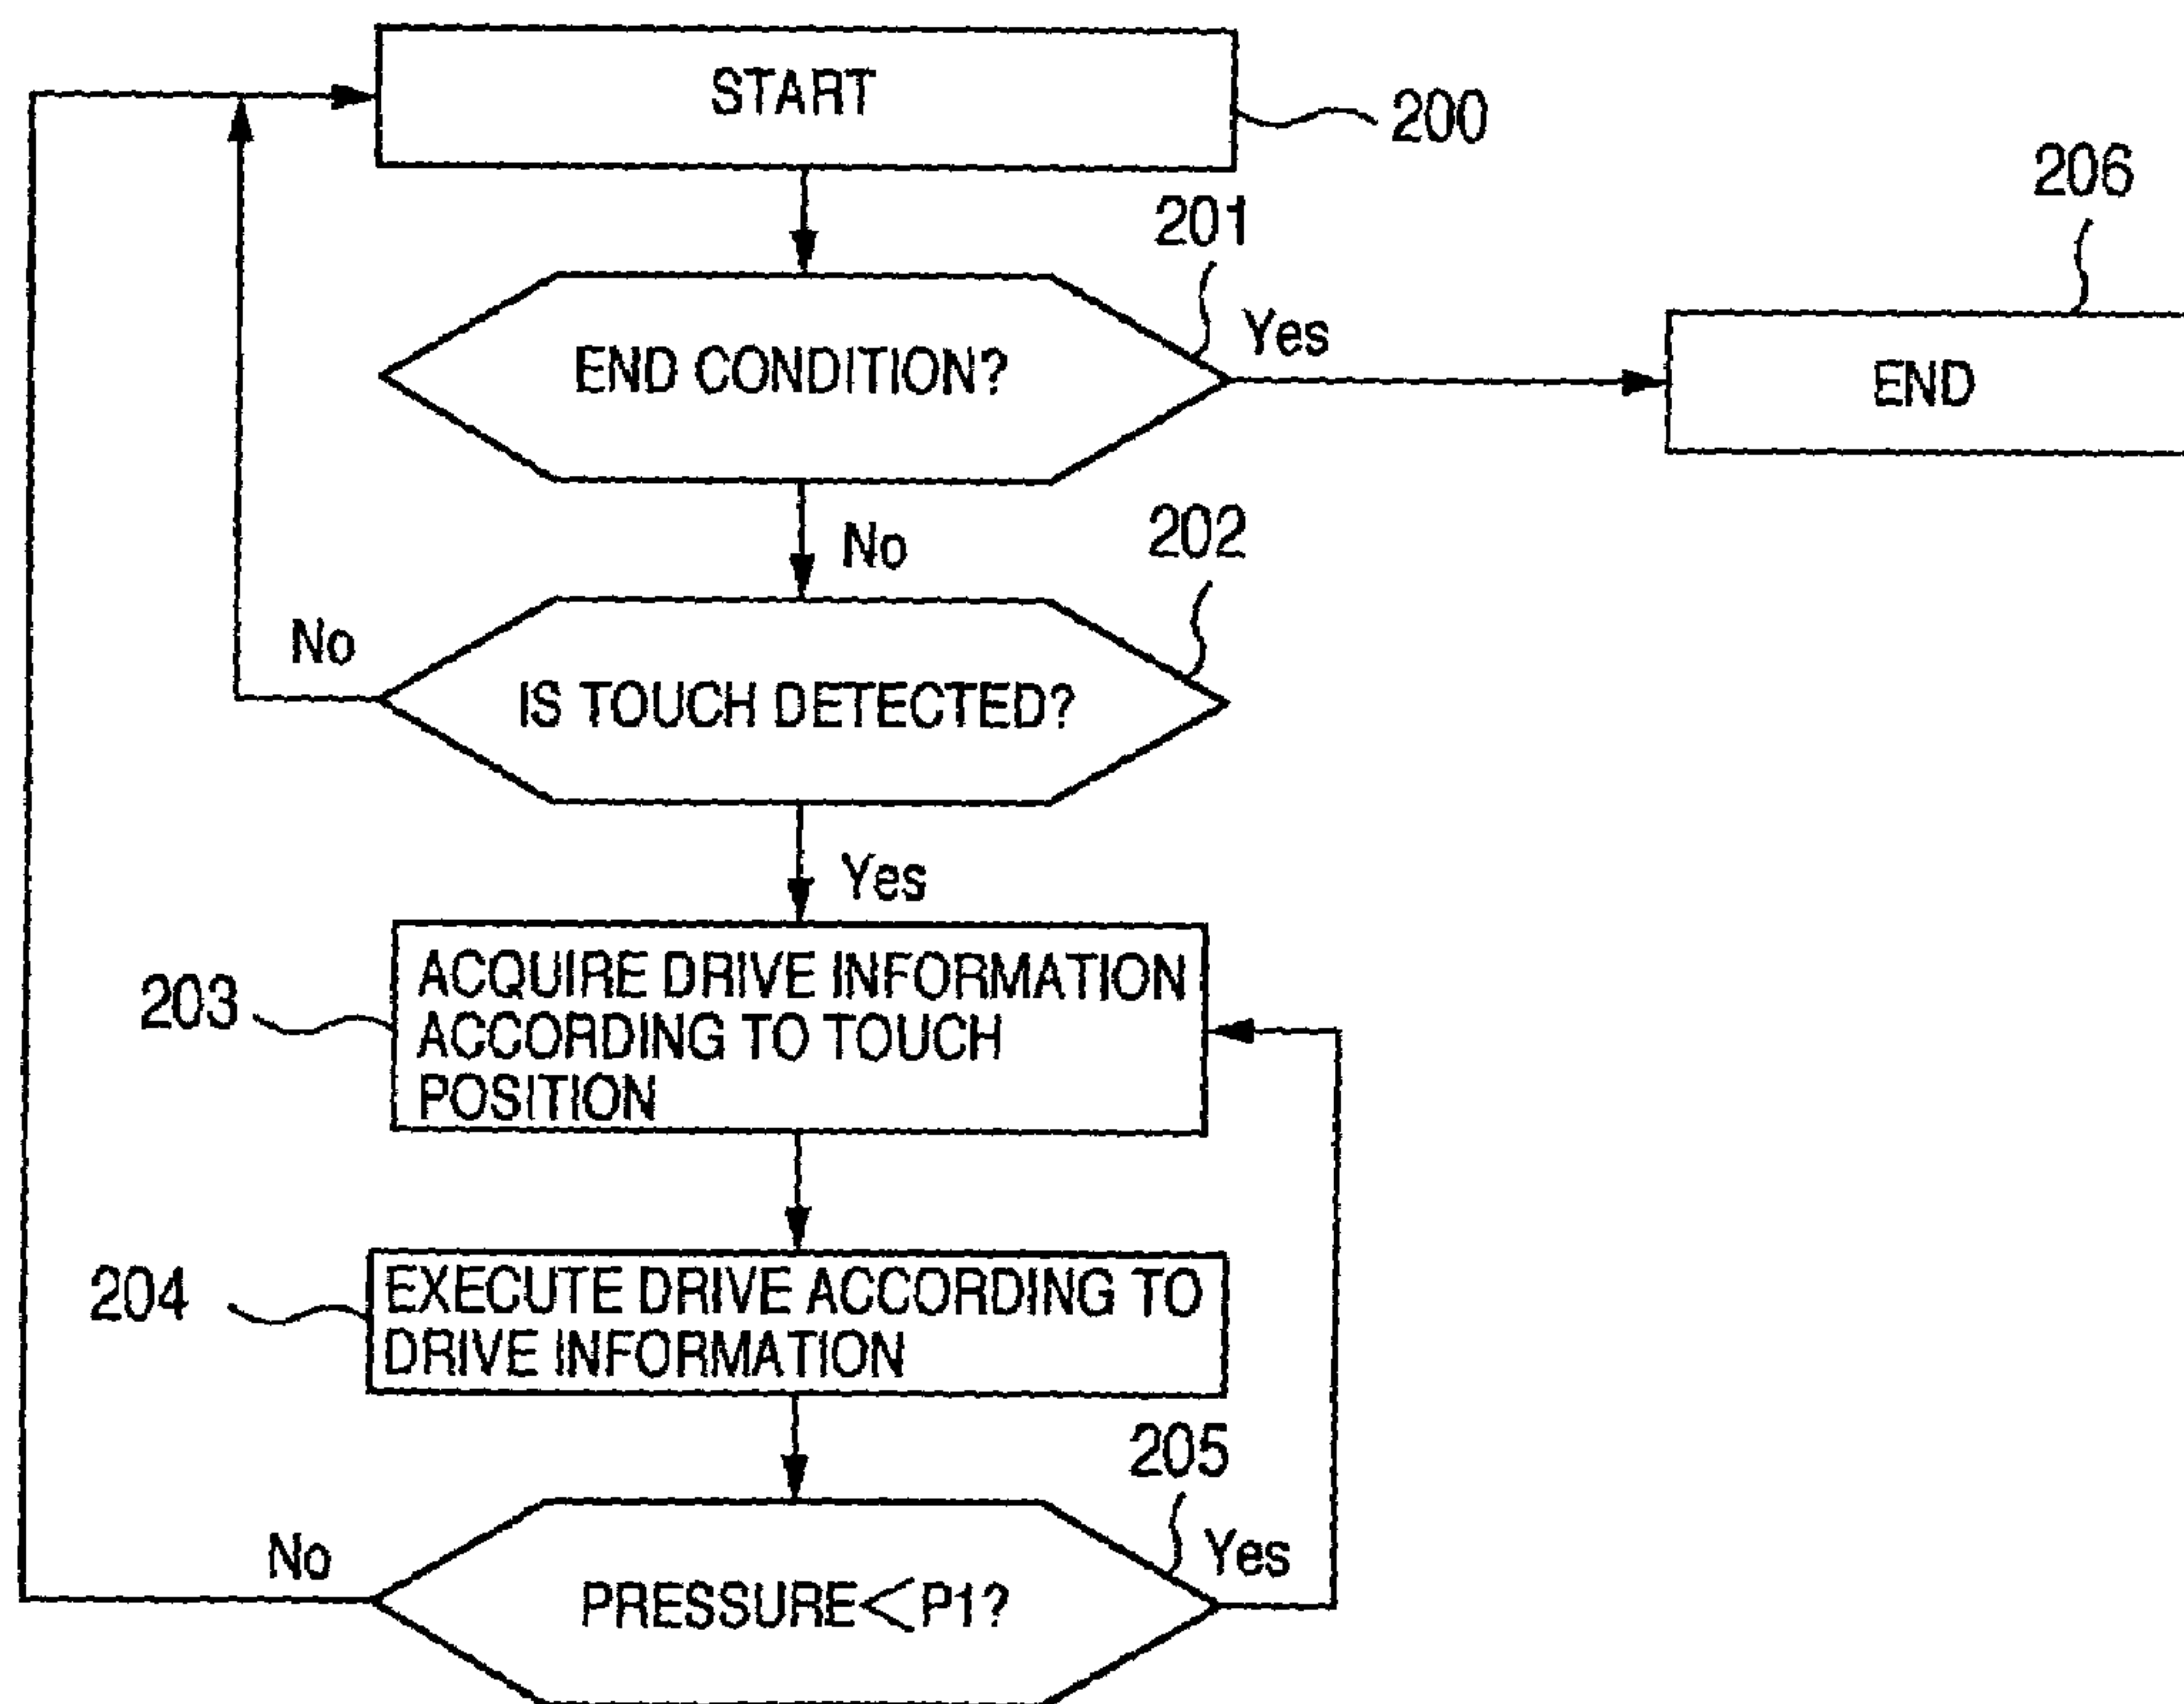 START
200
206
201
END CONDITION?
Yes
END
No
202
No
IS TOUCH DETECTED?
Yes
203
ACQUIRE DRIVE INFORMATION
ACCORDING TO TOUCH
POSITION
204
EXECUTE DRIVE ACCORDING TO
DRIVE INFORMATION
205
No
Yes
PRESSURE<P1?